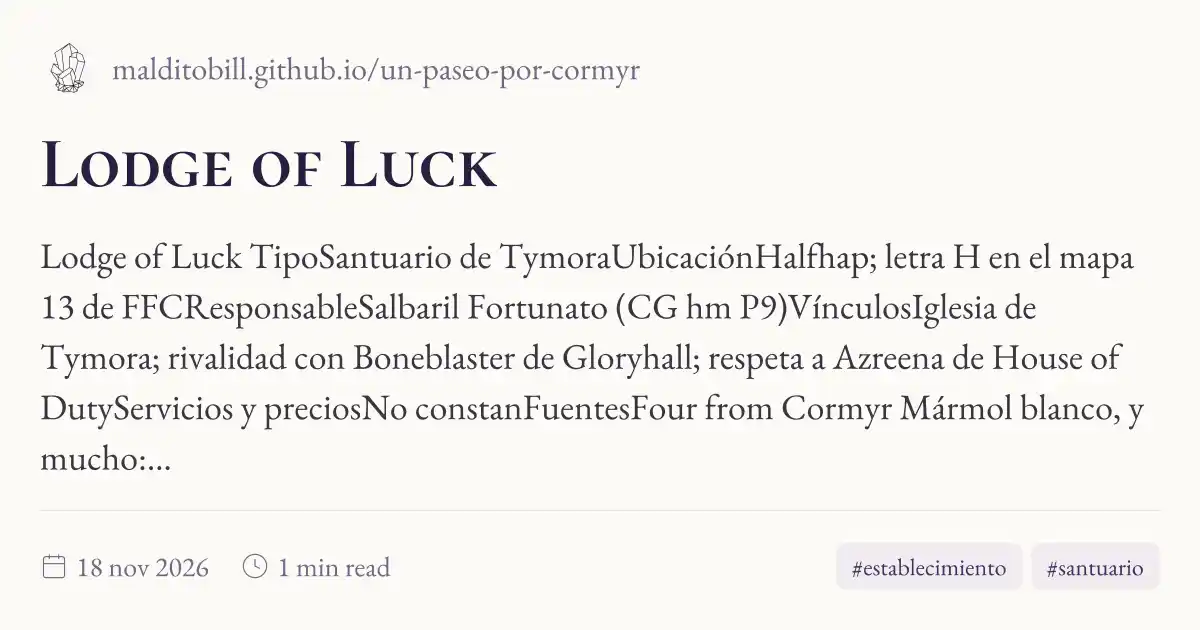 malditobill.github.io/un-paseo-por-cormyr
Lodge of Luck
Lodge of Luck TipoSantuario de TymoraUbicaciónHalfhap; letra H en el mapa
13 de FFCResponsableSalbaril Fortunato (CG hm P9)VínculosIglesia de
Tymora; rivalidad con Boneblaster de Gloryhall; respeta a Azreena de House of
DutyServicios y preciosNo constanFuentesFour from Cormyr Mármol blanco, y
mucho:...
18 nov 2026
1 min read
#establecimiento
#santuario